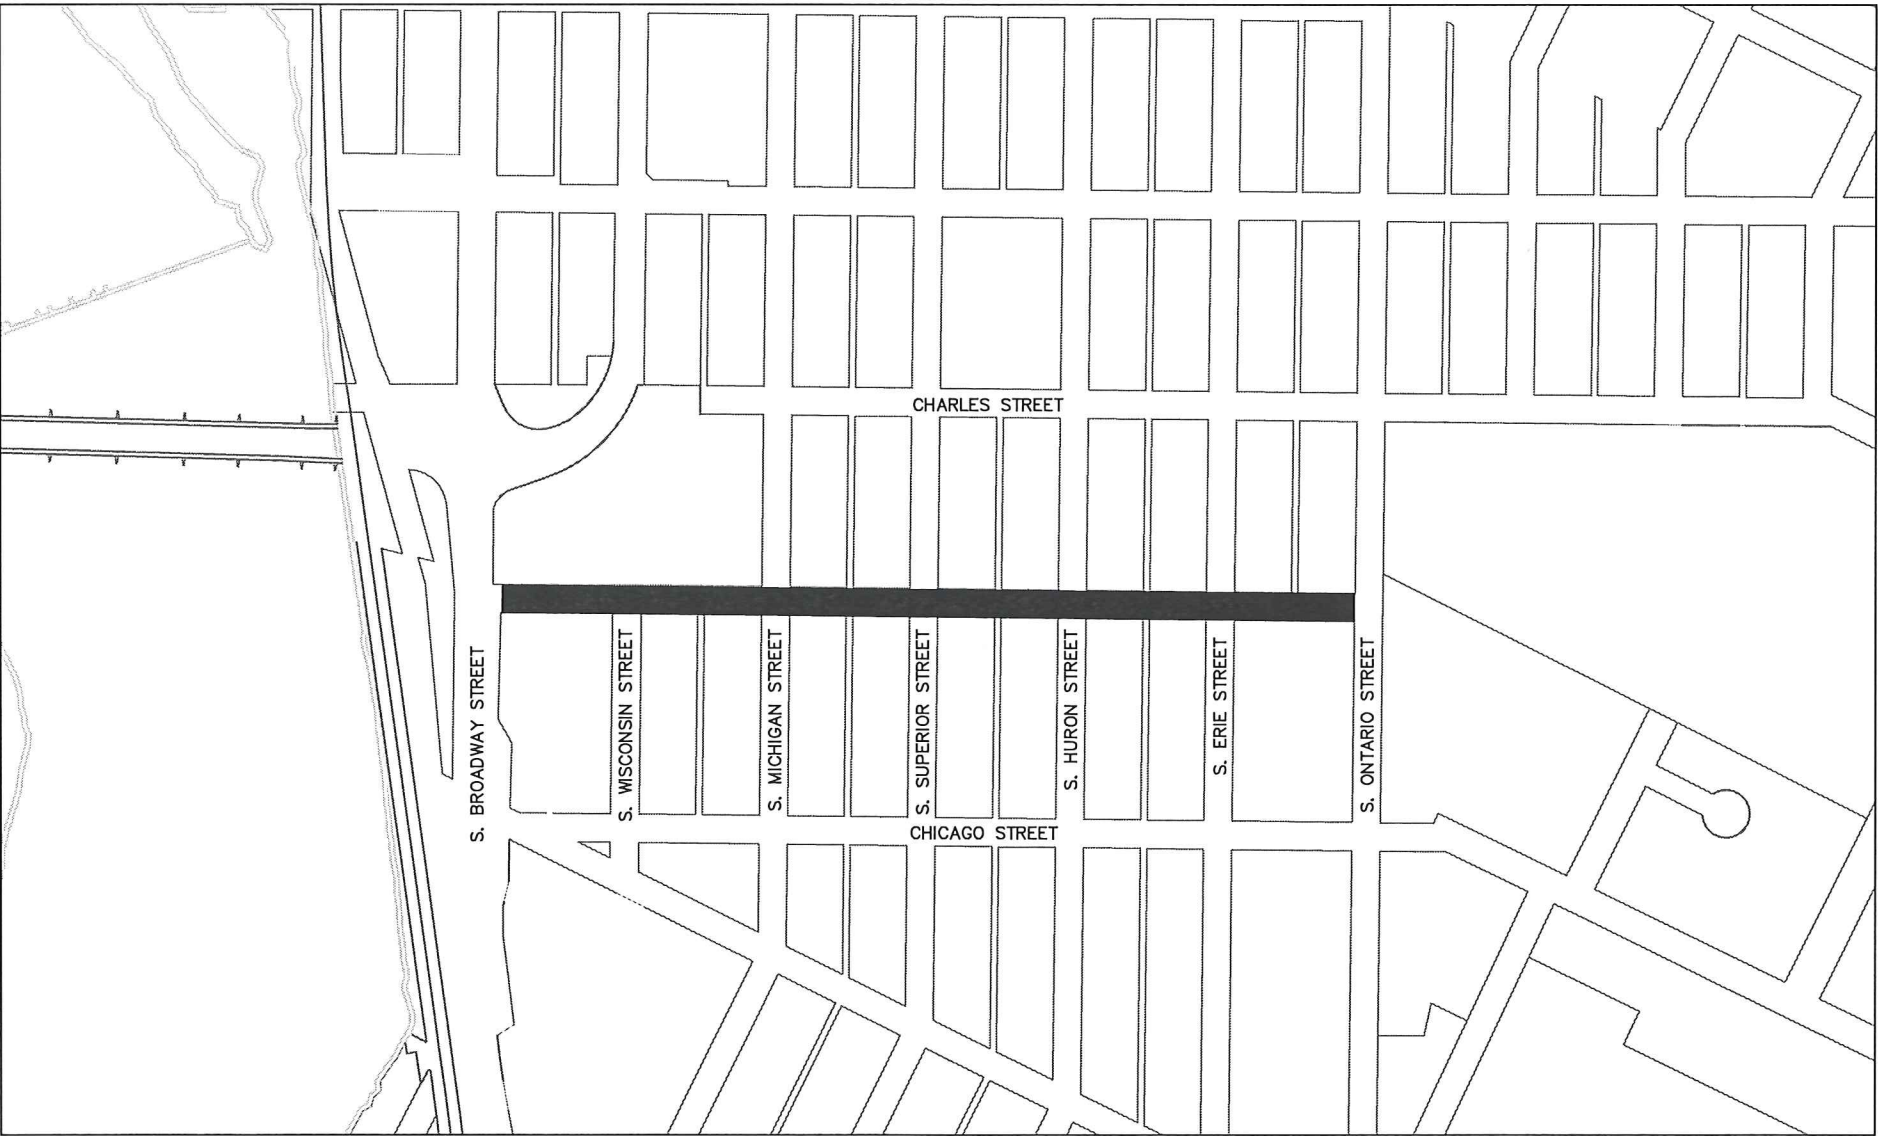 CHARLES STREET
S. BROADWAY STREET
S. WISCONSIN STREET
S. MICHIGAN STREET
S. SUPERIOR STREET
S. HURON STREET
S. ERIE STREET
S. ONTARIO STREET
CHICAGO STREET